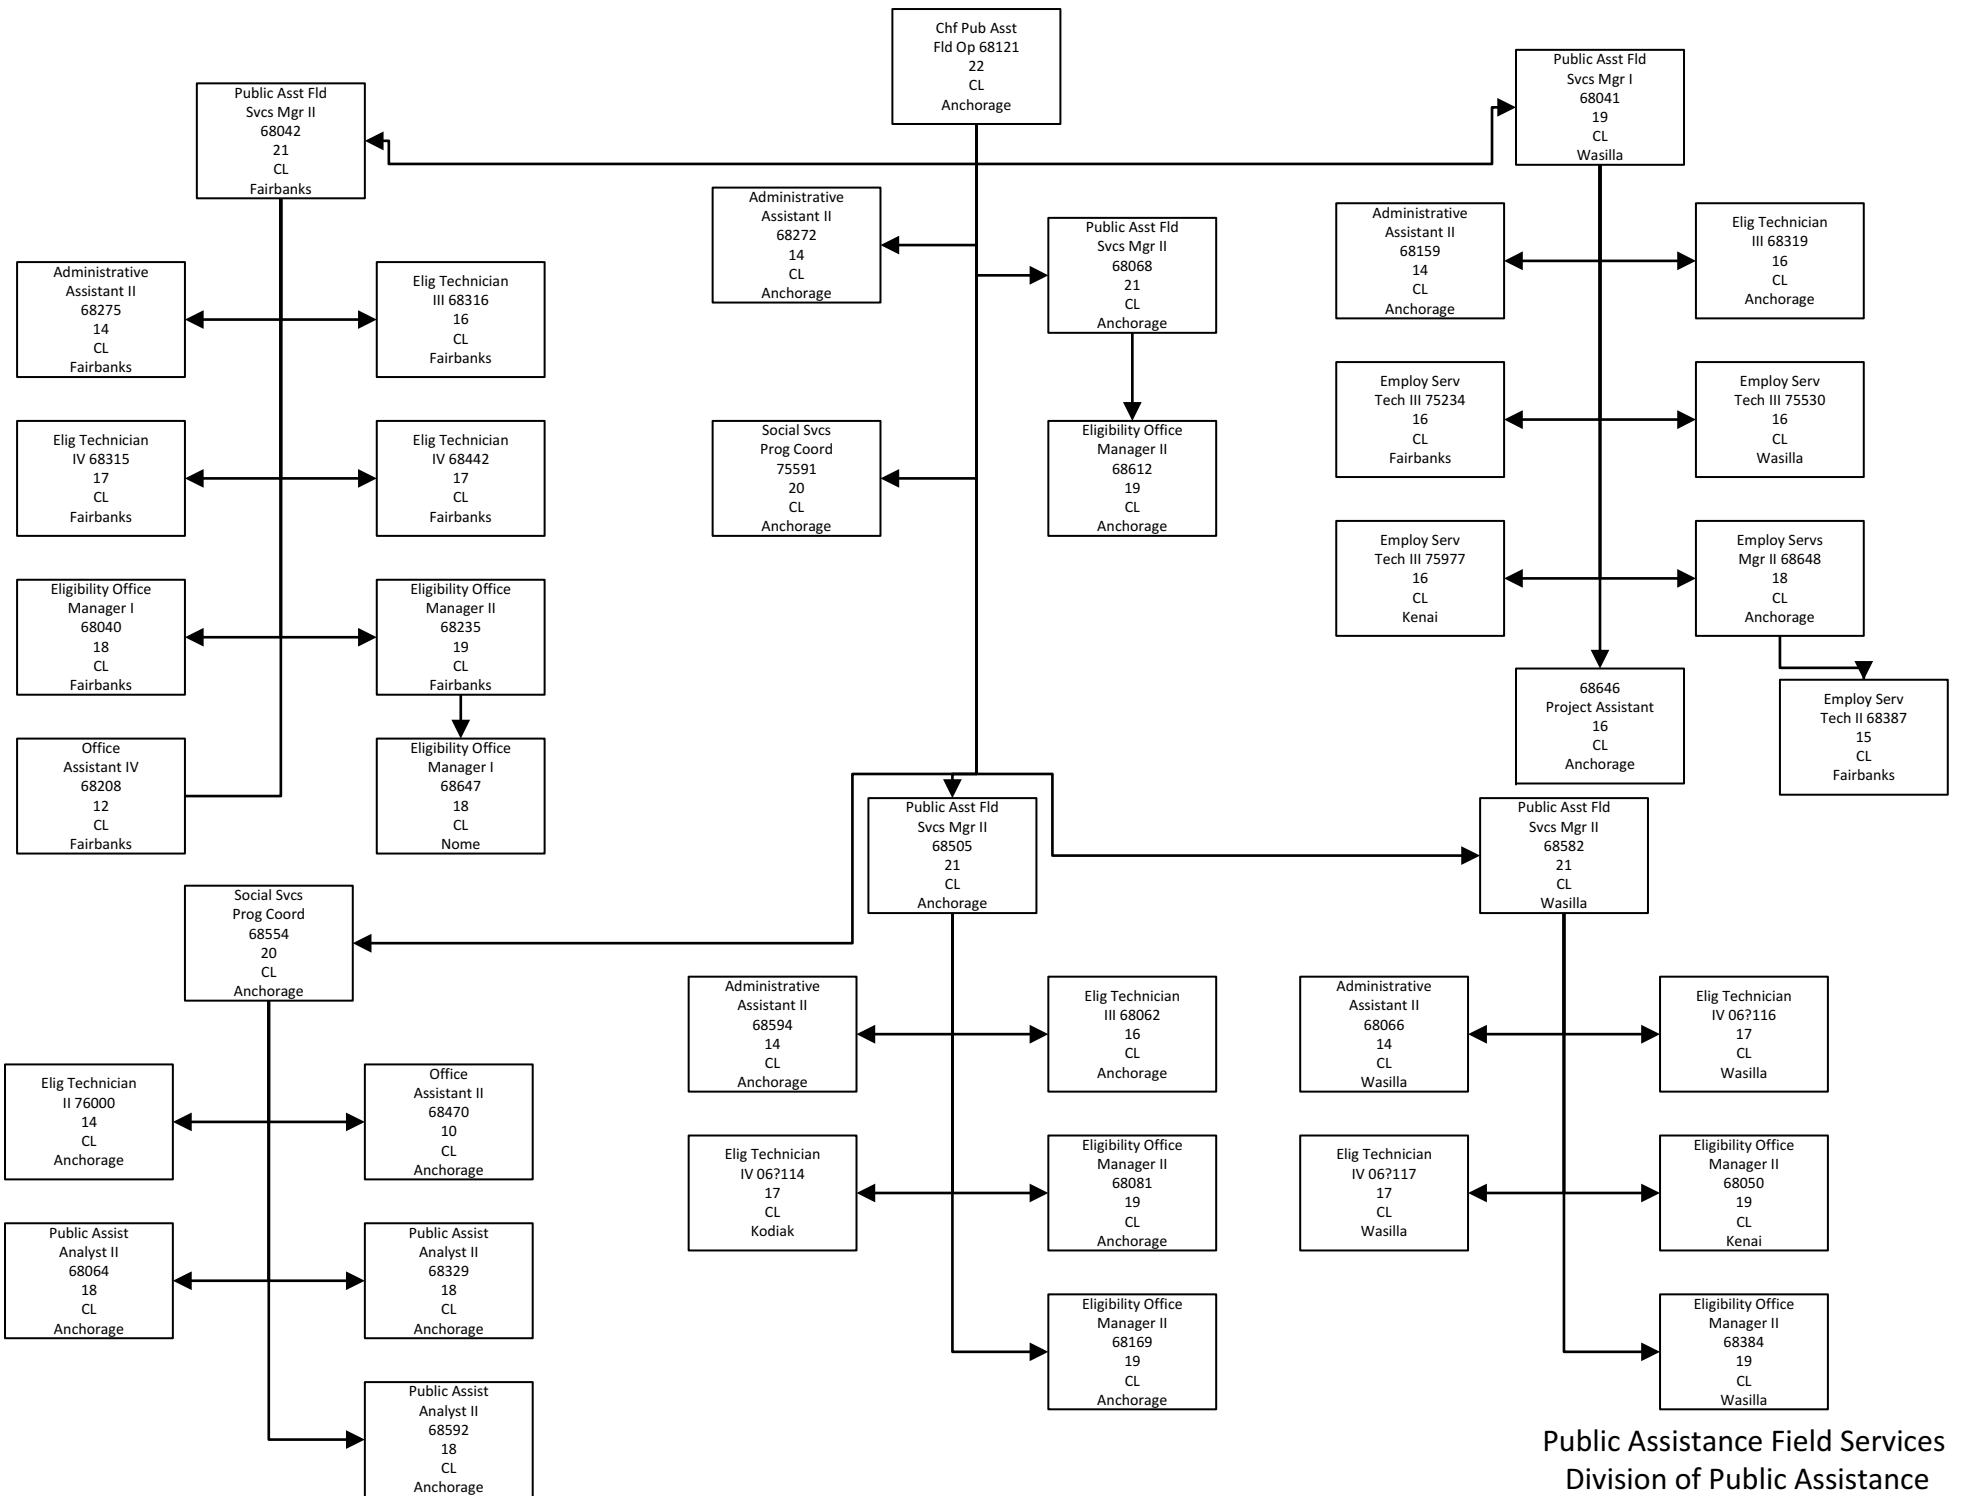 Chf Pub Asst
Fld Op 68121
22
CL
Anchorage
Public Asst Fld
Svcs Mgr I
68041
19
CL
Wasilla
Public Asst Fld
Svcs Mgr II
68042
21
CL
Fairbanks
Administrative
Assistant II
68272
14
CL
Anchorage
Public Asst Fld
Svcs Mgr II
68068
21
CL
Anchorage
Administrative
Assistant II
68159
14
CL
Anchorage
Elig Technician
III 68319
16
CL
Anchorage
Administrative
Assistant II
68275
14
CL
Fairbanks
Elig Technician
III 68316
16
CL
Fairbanks
Employ Serv
Tech III 75234
16
CL
Fairbanks
Employ Serv
Tech III 75530
16
CL
Wasilla
Elig Technician
IV 68315
17
CL
Fairbanks
Elig Technician
IV 68442
17
CL
Fairbanks
Social Svcs
Prog Coord
75591
20
CL
Anchorage
Eligibility Office
Manager II
68612
19
CL
Anchorage
Employ Serv
Tech III 75977
16
CL
Kenai
Employ Servs
Mgr II 68648
18
CL
Anchorage
Eligibility Office
Manager I
68040
18
CL
Fairbanks
Eligibility Office
Manager II
68235
19
CL
Fairbanks
68646
Project Assistant
16
CL
Anchorage
Employ Serv
Tech II 68387
15
CL
Fairbanks
Office
Assistant IV
68208
12
CL
Fairbanks
Eligibility Office
Manager I
68647
18
CL
Nome
Public Asst Fld
Svcs Mgr II
68505
21
CL
Anchorage
Public Asst Fld
Svcs Mgr II
68582
21
CL
Wasilla
Social Svcs
Prog Coord
68554
20
CL
Anchorage
Administrative
Assistant II
68594
14
CL
Anchorage
Elig Technician
III 68062
16
CL
Anchorage
Administrative
Assistant II
68066
14
CL
Wasilla
Elig Technician
IV 06?116
17
CL
Wasilla
Elig Technician
II 76000
14
CL
Anchorage
Office
Assistant II
68470
10
CL
Anchorage
Elig Technician
IV 06?114
17
CL
Kodiak
Eligibility Office
Manager II
68081
19
CL
Anchorage
Elig Technician
IV 06?117
17
CL
Wasilla
Eligibility Office
Manager II
68050
19
CL
Kenai
Public Assist
Analyst II
68064
18
CL
Anchorage
Public Assist
Analyst II
68329
18
CL
Anchorage
Eligibility Office
Manager II
68169
19
CL
Anchorage
Eligibility Office
Manager II
68384
19
CL
Wasilla
Public Assist
Analyst II
68592
18
CL
Anchorage
Public Assistance Field Services
Division of Public Assistance